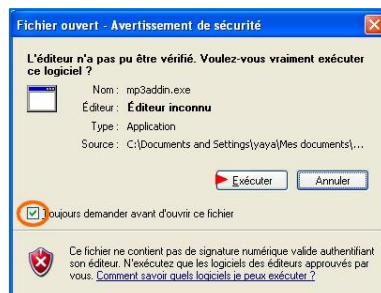 Fichier ouvert - Avertissement de sécurité
L'éditeur n'a pas pu être vérifié. Voulez-vous vraiment exécuter
ce logiciel ?
Nom : mp3addin.exe
Éditeur : Éditeur inconnu
Type : Application
Source : C:\Documents and Settings\yaya\Mes documents\...
Exécuter Annuler
Toujours demander avant d'ouvrir ce fichier
Ce fichier ne contient pas de signature numérique valide authentifiant
son éditeur. N'exécutez que les logiciels des éditeurs approuvés par
vous. Comment savoir quels logiciels je peux exécuter ?